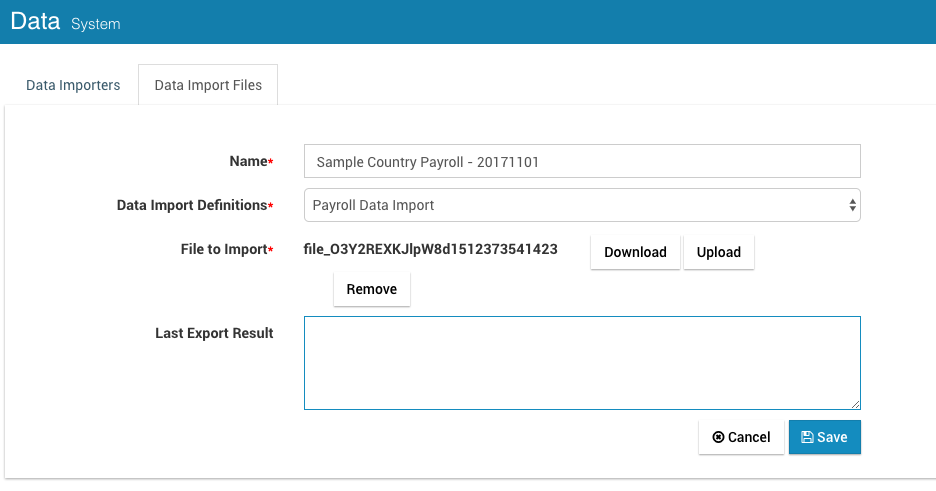 Data System
Data Importers Data Import Files
Name* Sample Country Payroll - 20171101
Data Import Definitions* Payroll Data Import
File to Import* file_O3Y2REXKJlpW8d1512373541423 Download Upload
Remove
Last Export Result
Cancel Save